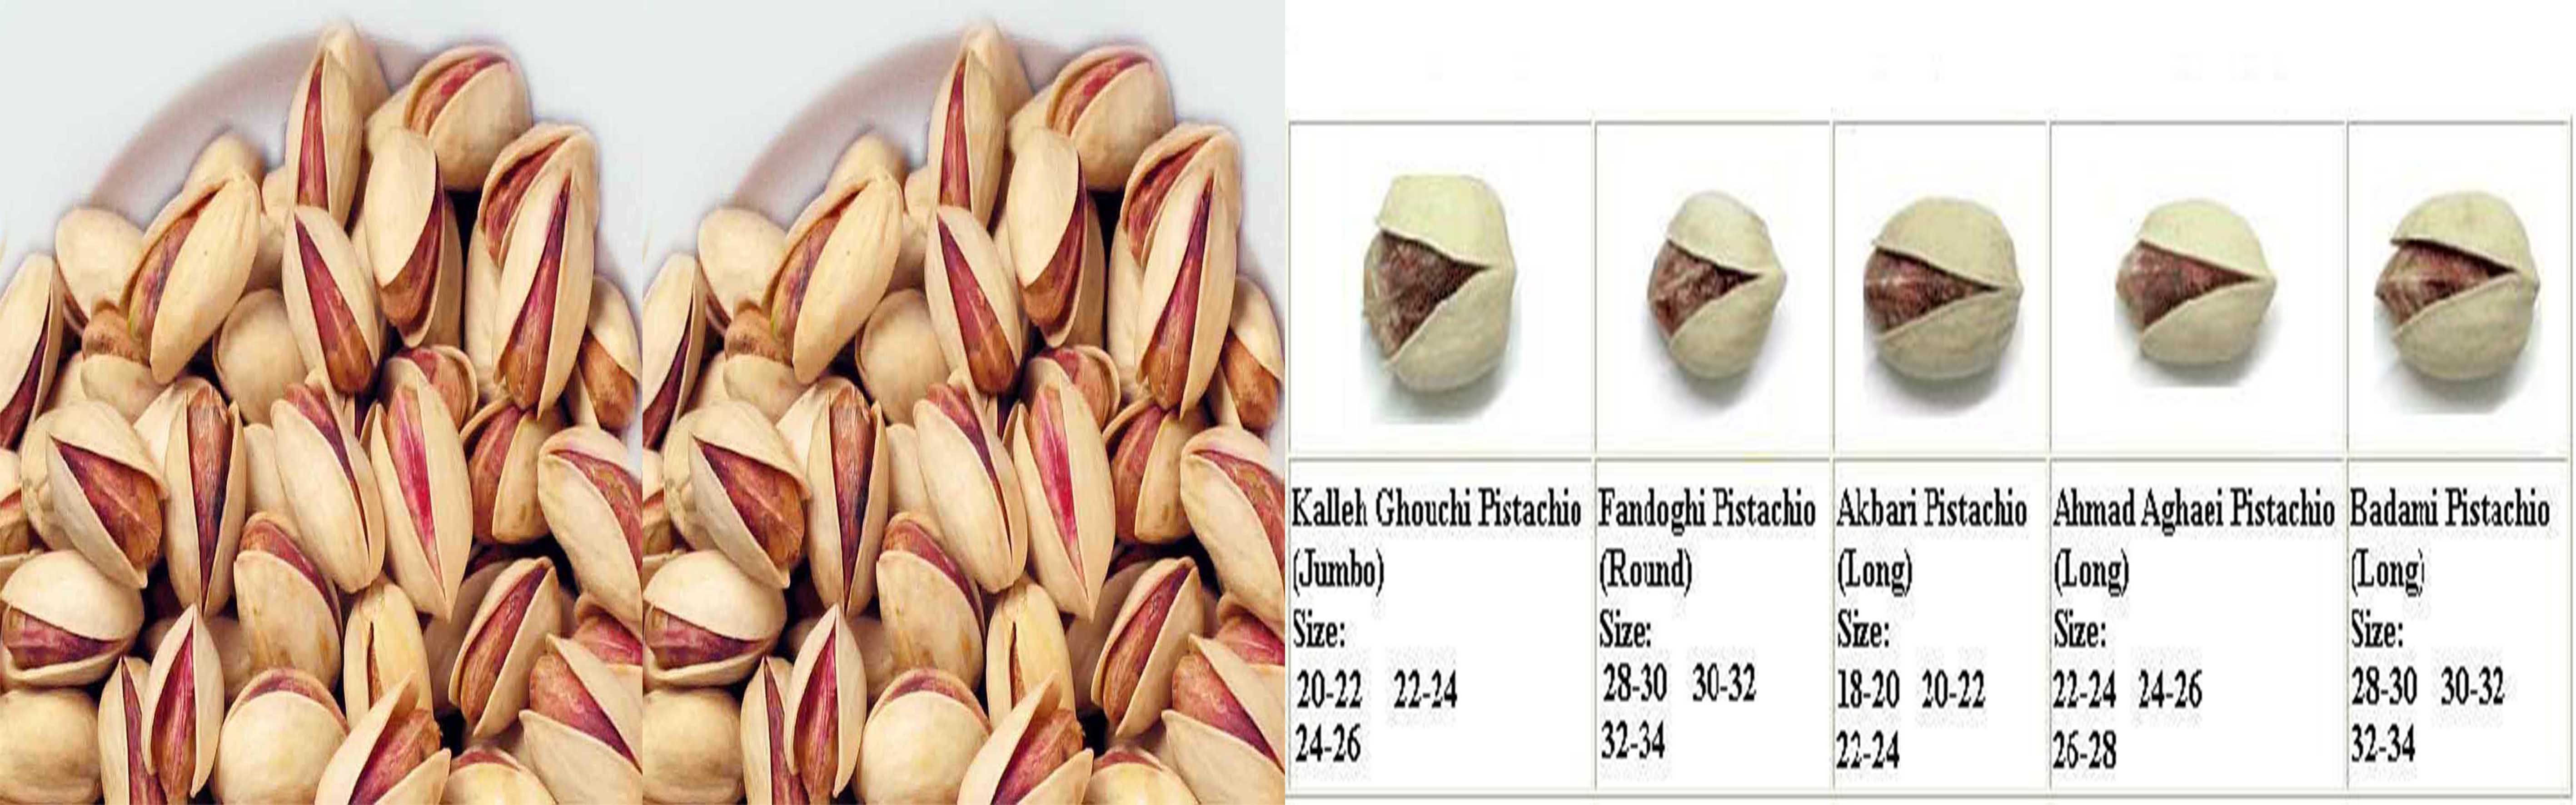 Kalleh Ghouchi Pistachio
(Jumbo)
Size:
20-22 22-24
24-26
Fandoghi Pistachio
(Round)
Size:
28-30 30-32
32-34
Akbari Pistachio
(Long)
Size:
18-20 20-22
22-24
Ahmad Aghaei Pistachio
(Long)
Size:
22-24 24-26
26-28
Badami Pistachio
(Long)
Size:
28-30 30-32
32-34